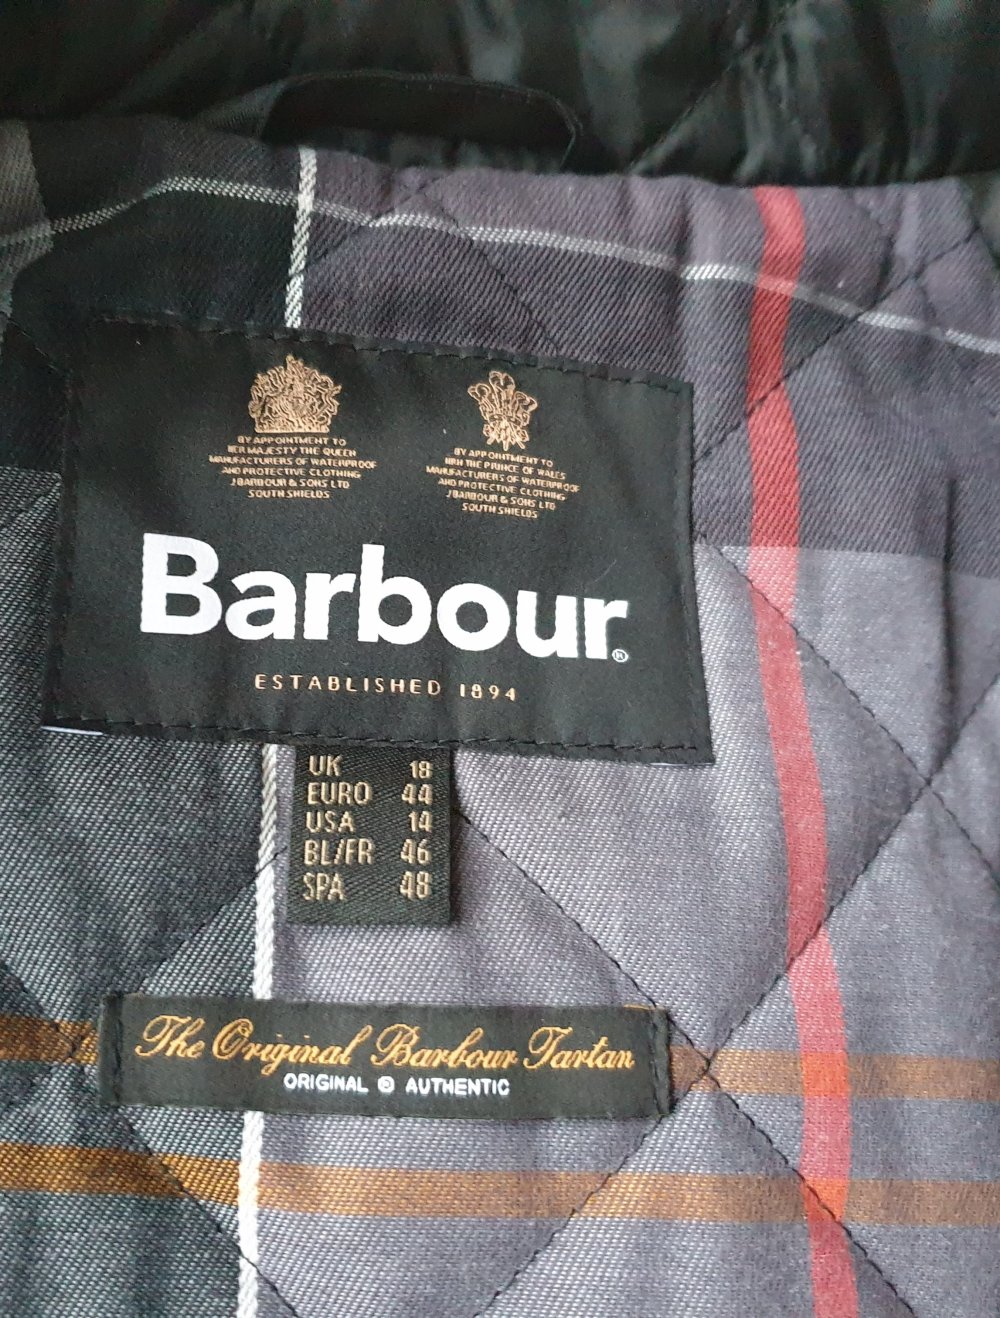 BY APPOINTMENT TO
HER MAJESTY THE QUEEN
MANUFACTURERS OF WATERPROOF
AND PROTECTIVE CLOTHING
J BARBOUR & SONS LTD
SOUTH SHIELDS
BY APPOINTMENT TO
HRH THE PRINCE OF WALES
MANUFACTURERS OF WATERPROOF
AND PROTECTIVE CLOTHING
J BARBOUR & SONS LTD
SOUTH SHIELDS
Barbour®
ESTABLISHED 1894
UK 18
EURO 44
USA 14
BL/FR 46
SPA 48
The Original Barbour Tartan
ORIGINAL © AUTHENTIC